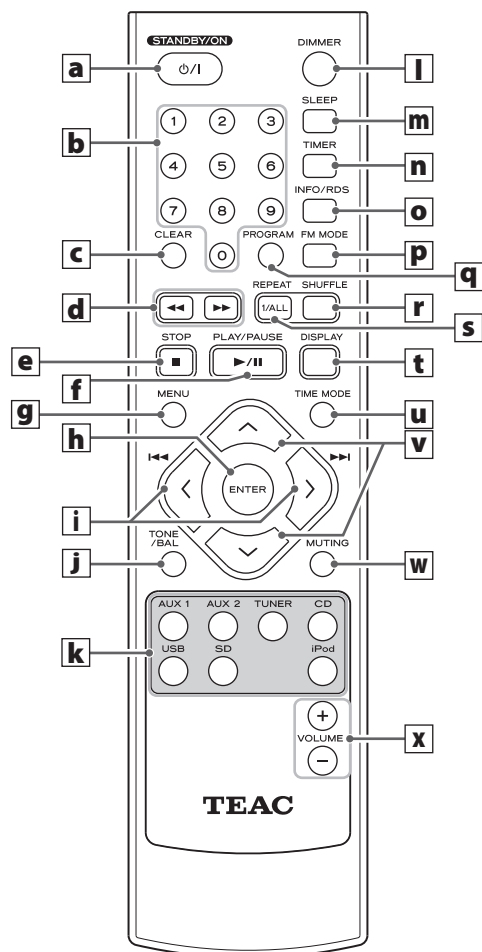 STANDBY/ON
DIMMER
a
l
SLEEP
1 2 3
m
b
TIMER
4 5 6
n
INFO/RDS
7 8 9
o
CLEAR
0
PROGRAM
FM MODE
c
p
q
REPEAT
SHUFFLE
d
1/ALL
r
s
STOP
PLAY/PAUSE
DISPLAY
e
t
f
MENU
TIME MODE
g
u
h
v
ENTER
i
TONE
/BAL
MUTING
j
w
AUX 1 AUX 2 TUNER CD
k
USB SD iPod
+
VOLUME
x
−
TEAC